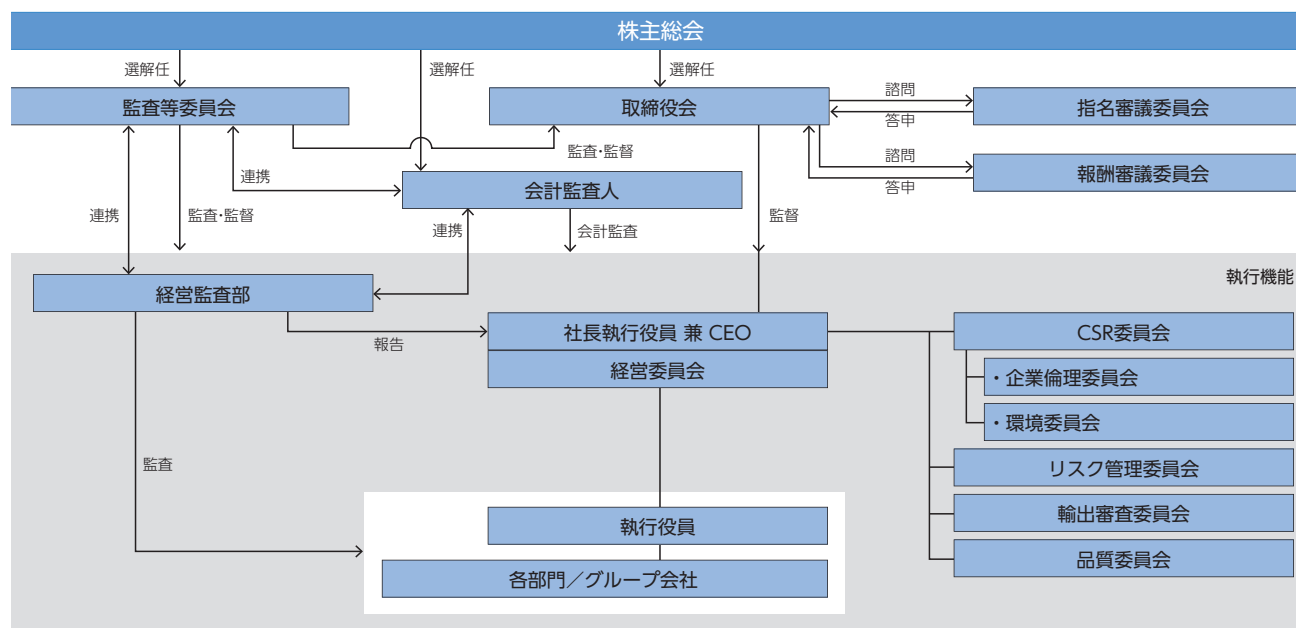 株主総会
選解任
選解任
選解任
監査等委員会
取締役会
諮問
答申
指名審議委員会
監査・監督
諮問
答申
報酬審議委員会
連携
会計監査人
連携
監査・監督
連携
会計監査
監督
執行機能
経営監査部
報告
社長執行役員 兼 CEO
経営委員会
CSR委員会
・企業倫理委員会
・環境委員会
監査
リスク管理委員会
執行役員
輸出審査委員会
各部門／グループ会社
品質委員会